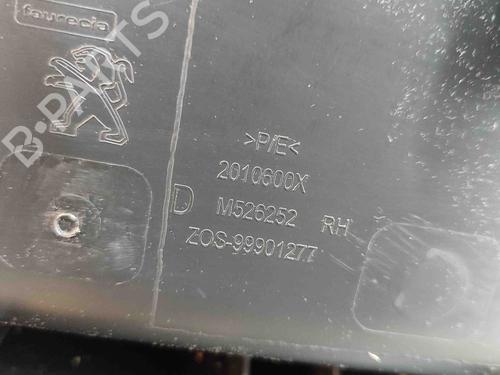 faurecia
B-PARTS
>P/E<
2010600X
D M526252 RH
ZOS-99901277